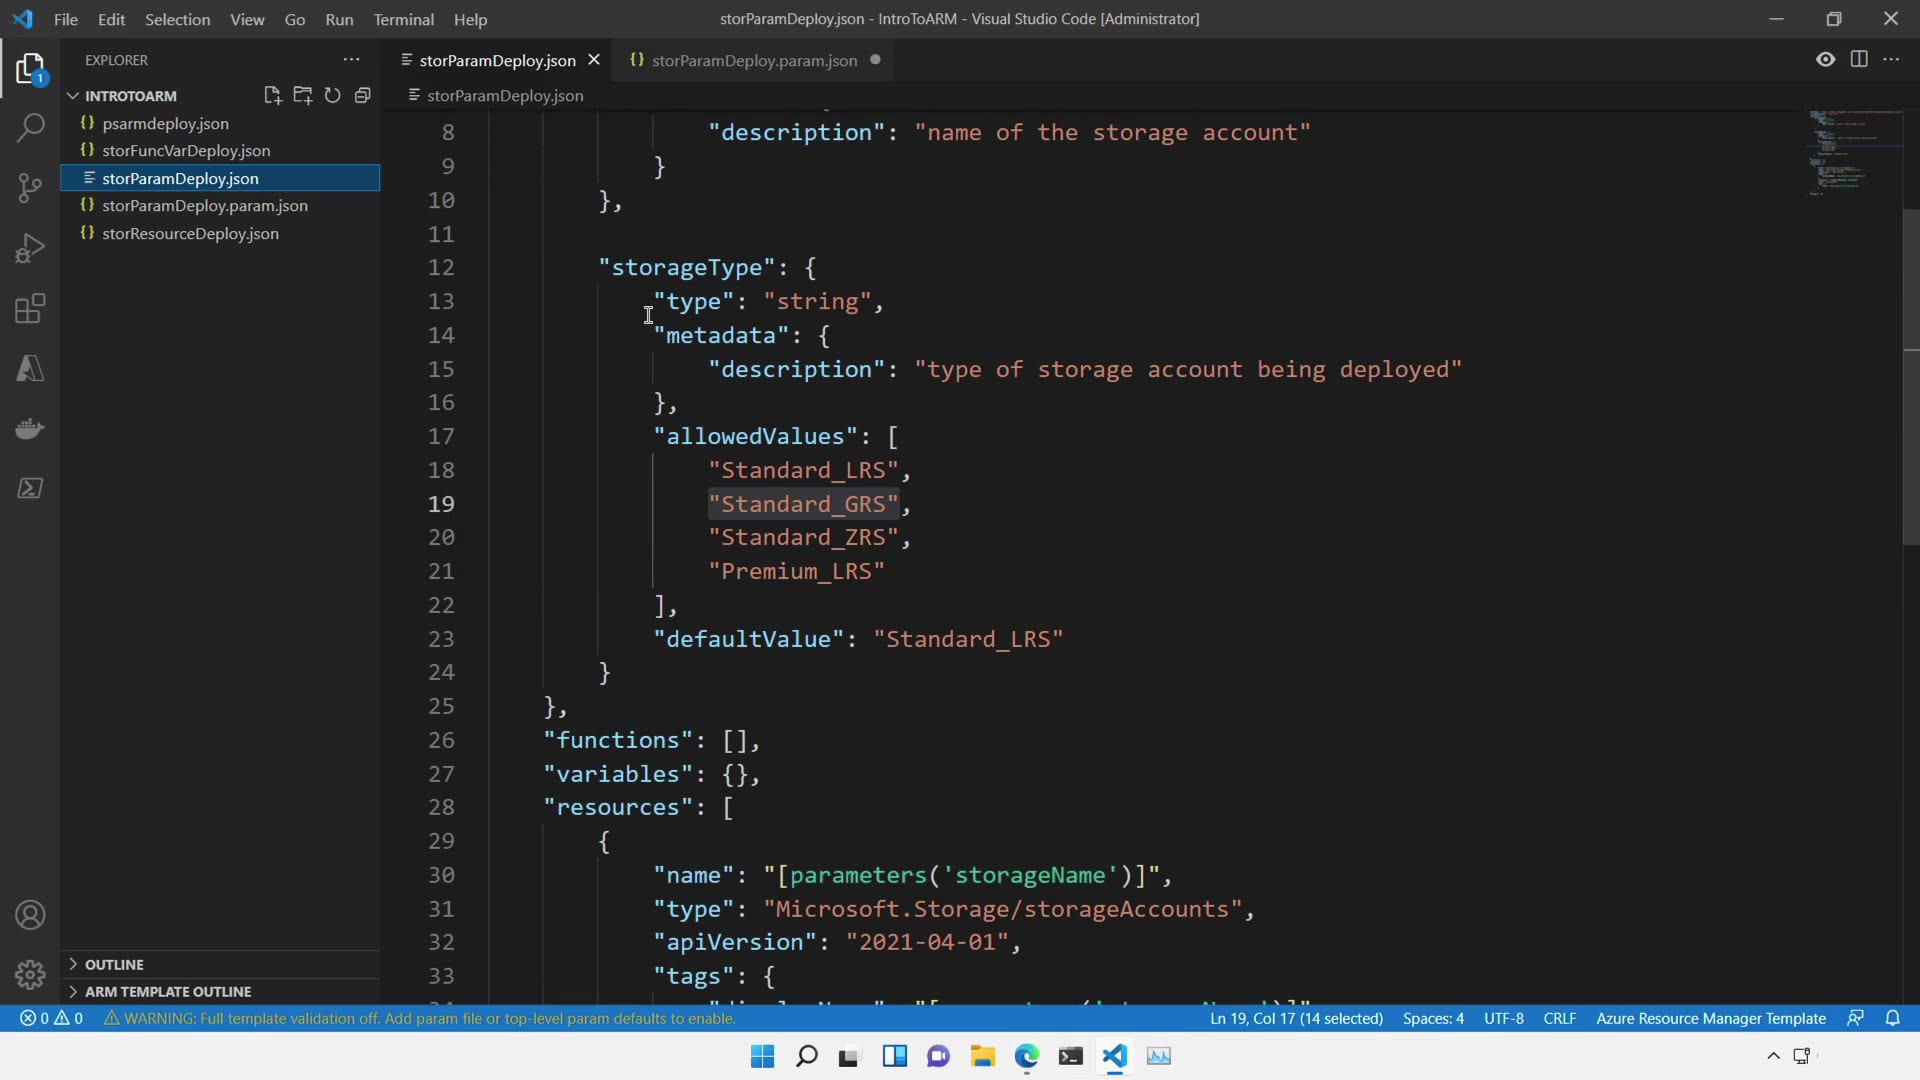 File Edit Selection View Go Run Terminal Help
storParamDeploy.json - IntroToARM - Visual Studio Code [Administrator]
EXPLORER
1
INTROTOARM
psarmdeploy.json
storFuncVarDeploy.json
storParamDeploy.json
storParamDeploy.param.json
storResourceDeploy.json
OUTLINE
ARM TEMPLATE OUTLINE
storParamDeploy.json
storParamDeploy.param.json
storParamDeploy.json
8 "description": "name of the storage account"
9 }
10 },
11
12 "storageType": {
13 "type": "string",
14 "metadata": {
15 "description": "type of storage account being deployed"
16 },
17 "allowedValues": [
18 "Standard_LRS",
19 "Standard_GRS",
20 "Standard_ZRS",
21 "Premium_LRS"
22 ],
23 "defaultValue": "Standard_LRS"
24 }
25 },
26 "functions": [],
27 "variables": {},
28 "resources": [
29 {
30 "name": "[parameters('storageName')]",
31 "type": "Microsoft.Storage/storageAccounts",
32 "apiVersion": "2021-04-01",
33 "tags": {
0 0 WARNING: Full template validation off. Add param file or top-level param defaults to enable.
Ln 19, Col 17 (14 selected) Spaces: 4 UTF-8 CRLF Azure Resource Manager Template